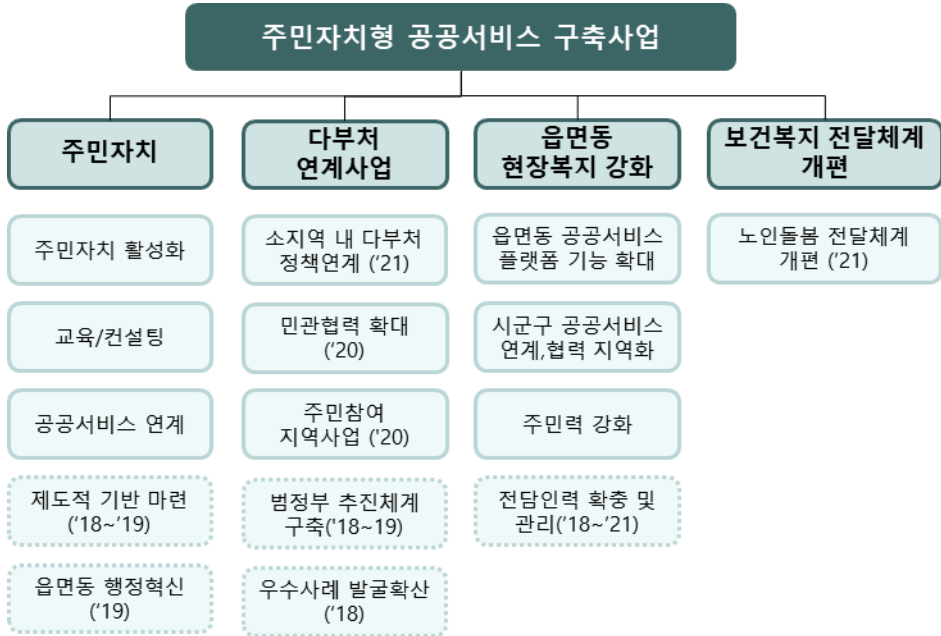 주민자치형 공공서비스 구축사업
주민자치
다부처
연계사업
읍면동
현장복지 강화
보건복지 전달체계
개편
주민자치 활성화
교육/컨설팅
공공서비스 연계
제도적 기반 마련
(‘18~’19)
읍면동 행정혁신
(‘19)
소지역 내 다부처
정책연계 (‘21)
민관협력 확대
(‘20)
주민참여
지역사업 ('20)
범정부 추진체계
구축('18~19)
우수사례 발굴확산
(‘18)
읍면동 공공서비스
플랫폼 기능 확대
시군구 공공서비스
연계,협력 지역화
주민력 강화
전담인력 확충 및
관리(‘18~’21)
노인돌봄 전달체계
개편 (‘21)